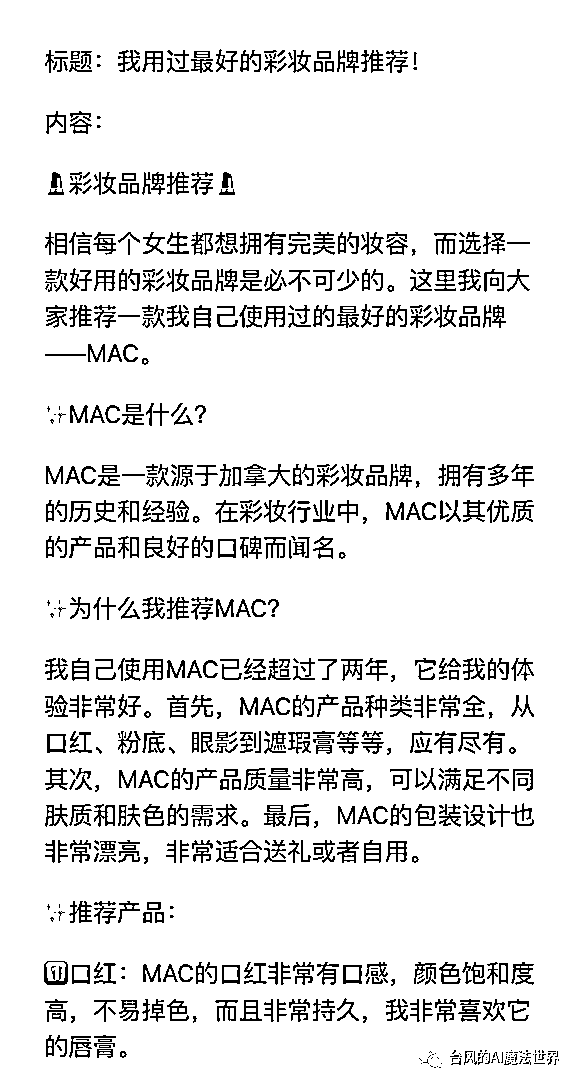 标题：我用过最好的彩妆品牌推荐！
内容：
💄彩妆品牌推荐💄
相信每个女生都想拥有完美的妆容，而选择一
款好用的彩妆品牌是必不可少的。这里我向大
家推荐一款我自己使用过的最好的彩妆品牌
——MAC。
✨MAC是什么？
MAC是一款源于加拿大的彩妆品牌，拥有多年
的历史和经验。在彩妆行业中，MAC以其优质
的产品和良好的口碑而闻名。
✨为什么我推荐MAC？
我自己使用MAC已经超过了两年，它给我的体
验非常好。首先，MAC的产品种类非常全，从
口红、粉底、眼影到遮瑕膏等等，应有尽有。
其次，MAC的产品质量非常高，可以满足不同
肤质和肤色的需求。最后，MAC的包装设计也
非常漂亮，非常适合送礼或者自用。
✨推荐产品：
1️⃣口红：MAC的口红非常有口感，颜色饱和度
高，不易掉色，而且非常持久，我非常喜欢它
的唇膏。
台风的AI魔法世界